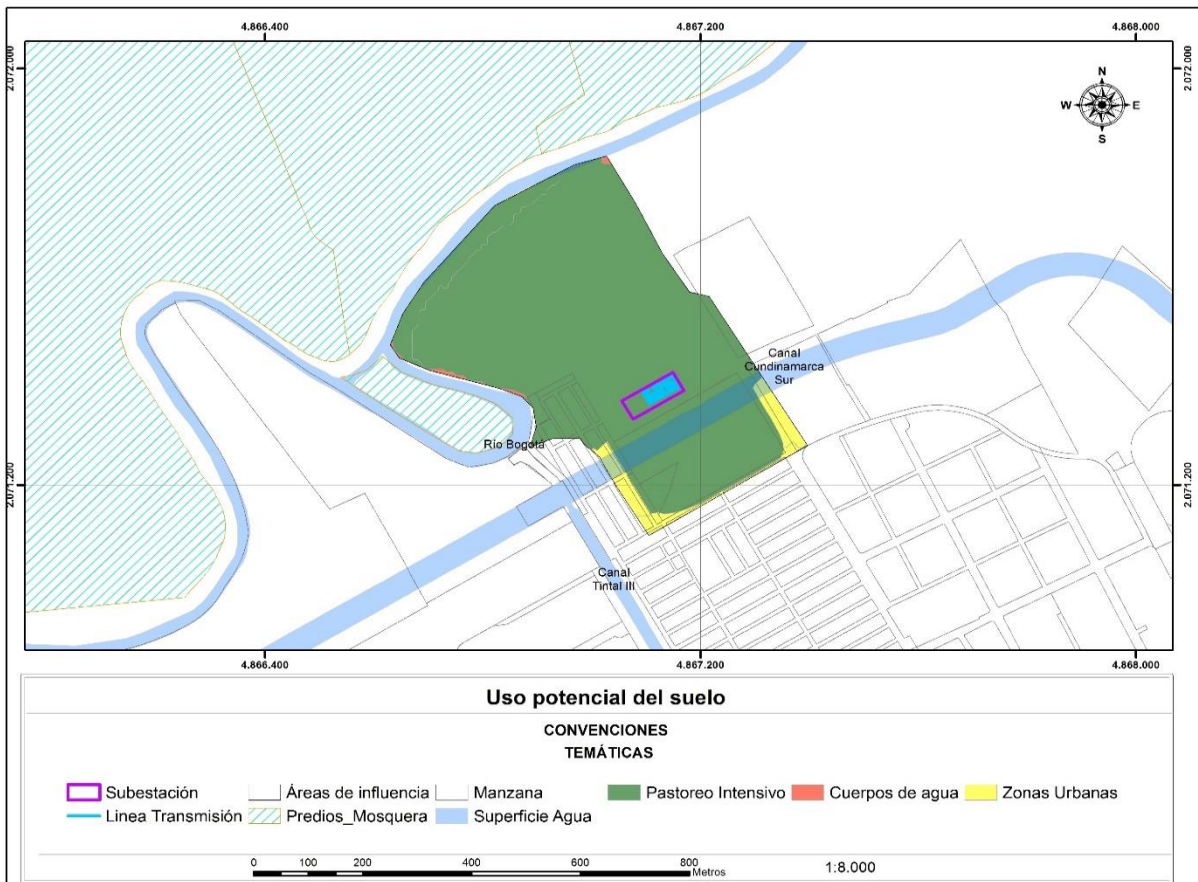 4.866.400
4.867.200
4.868.000
2.072.000
2.072.000
N
W
E
S
Canal
Cundinamarca
Sur
Río Bogotá
2.071.200
2.071.200
Canal
Tintal III
4.866.400
4.867.200
4.868.000
Uso potencial del suelo
CONVENCIONES
TEMÁTICAS
Subestación
Áreas de influencia
Manzana
Pastoreo Intensivo
Cuerpos de agua
Zonas Urbanas
Linea Transmisión
Predios_Mosquera
Superficie Agua
0 100 200 400 600 800
Metros
1:8.000